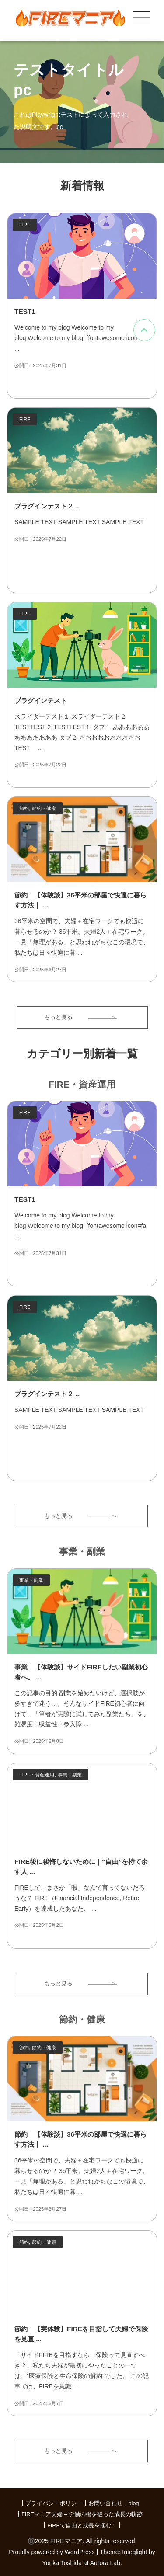 FIREマニア
テストタイトル
pc
これはPlaywrightテストによって入力され
た説明文です。pc
新着情報
FIRE
TEST1
Welcome to my blog Welcome to my
blog Welcome to my blog [fontawesome icon=fa
...
公開日 : 2025年7月31日
FIRE
プラグインテスト２ ...
SAMPLE TEXT SAMPLE TEXT SAMPLE TEXT
公開日 : 2025年7月22日
FIRE
プラグインテスト
スライダーテスト１ スライダーテスト２
TESTTEST２ TESTTEST１ タブ１ ああああああ
ああああああああ タブ２ おおおおおおおおおお
TEST ...
公開日 : 2025年7月22日
節約, 節約・健康
節約｜【体験談】36平米の部屋で快適に暮ら
す方法｜ ...
36平米の空間で、夫婦＋在宅ワークでも快適に
暮らせるのか？ 36平米。夫婦2人＋在宅ワーク。
一見「無理がある」と思われがちなこの環境で、
私たちは日々快適に暮 ...
公開日 : 2025年6月27日
もっと見る
カテゴリー別新着一覧
FIRE・資産運用
FIRE
TEST1
Welcome to my blog Welcome to my
blog Welcome to my blog [fontawesome icon=fa
...
公開日 : 2025年7月31日
FIRE
プラグインテスト２ ...
SAMPLE TEXT SAMPLE TEXT SAMPLE TEXT
公開日 : 2025年7月22日
もっと見る
事業・副業
事業・副業
事業｜【体験談】サイドFIREしたい副業初心
者へ。 ...
この記事の目的 副業を始めたいけど、選択肢が
多すぎて迷う…。そんなサイドFIRE初心者に向
けて、「筆者が実際に試してみた副業たち」を、
難易度・収益性・参入障 ...
公開日 : 2025年6月8日
FIRE・資産運用, 事業・副業
FIRE後に後悔しないために｜“自由”を持て余
す人 ...
FIREして、まさか「暇」なんて言ってないだろ
うな？ FIRE（Financial Independence, Retire
Early）を達成したあなた、 ...
公開日 : 2025年5月2日
もっと見る
節約・健康
節約, 節約・健康
節約｜【体験談】36平米の部屋で快適に暮ら
す方法｜ ...
36平米の空間で、夫婦＋在宅ワークでも快適に
暮らせるのか？ 36平米。夫婦2人＋在宅ワーク。
一見「無理がある」と思われがちなこの環境で、
私たちは日々快適に暮 ...
公開日 : 2025年6月27日
節約, 節約・健康
節約｜【実体験】FIREを目指して夫婦で保険
を見直 ...
「サイドFIREを目指すなら、保険って見直すべ
き？」私たち夫婦が最初にやったことの一つ
は、“医療保険と生命保険の解約”でした。 この記
事では、FIREを意識 ...
公開日 : 2025年6月7日
もっと見る
| プライバシーポリシー | お問い合わせ | blog
| FIREマニア夫婦 – 労働の檻を破った成長の軌跡
| FIREで自由と成長を掴む！ |
©2025 FIREマニア. All rights reserved.
Proudly powered by WordPress | Theme: Integlight by
Yurika Toshida at Aurora Lab.